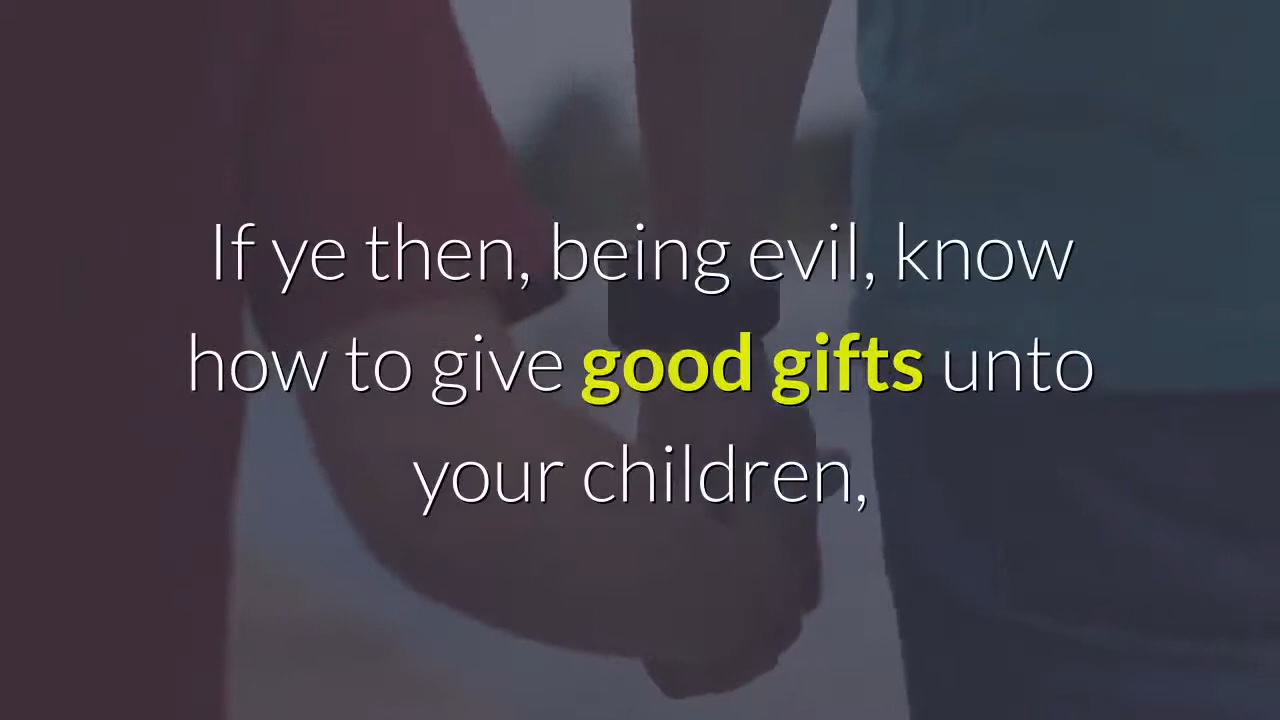 If ye then, being evil, know
how to give good gifts unto
your children,